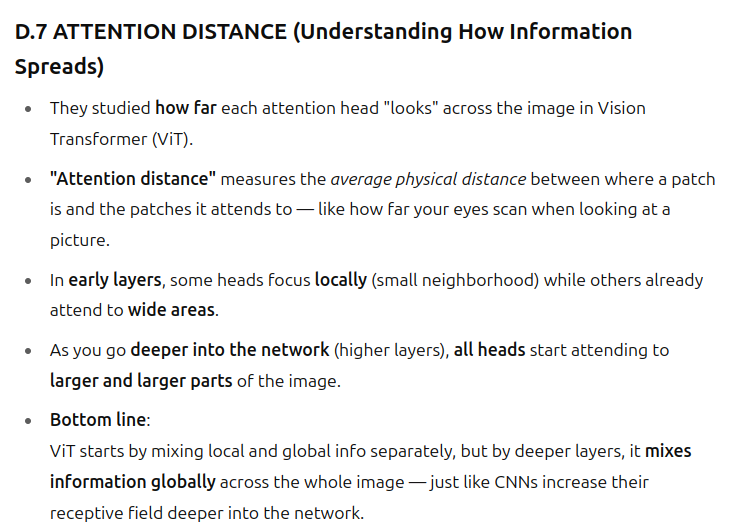 D.7 ATTENTION DISTANCE (Understanding How Information
Spreads)
• They studied how far each attention head "looks" across the image in Vision
Transformer (ViT).
• "Attention distance" measures the average physical distance between where a patch
is and the patches it attends to — like how far your eyes scan when looking at a
picture.
• In early layers, some heads focus locally (small neighborhood) while others already
attend to wide areas.
• As you go deeper into the network (higher layers), all heads start attending to
larger and larger parts of the image.
• Bottom line:
ViT starts by mixing local and global info separately, but by deeper layers, it mixes
information globally across the whole image — just like CNNs increase their
receptive field deeper into the network.